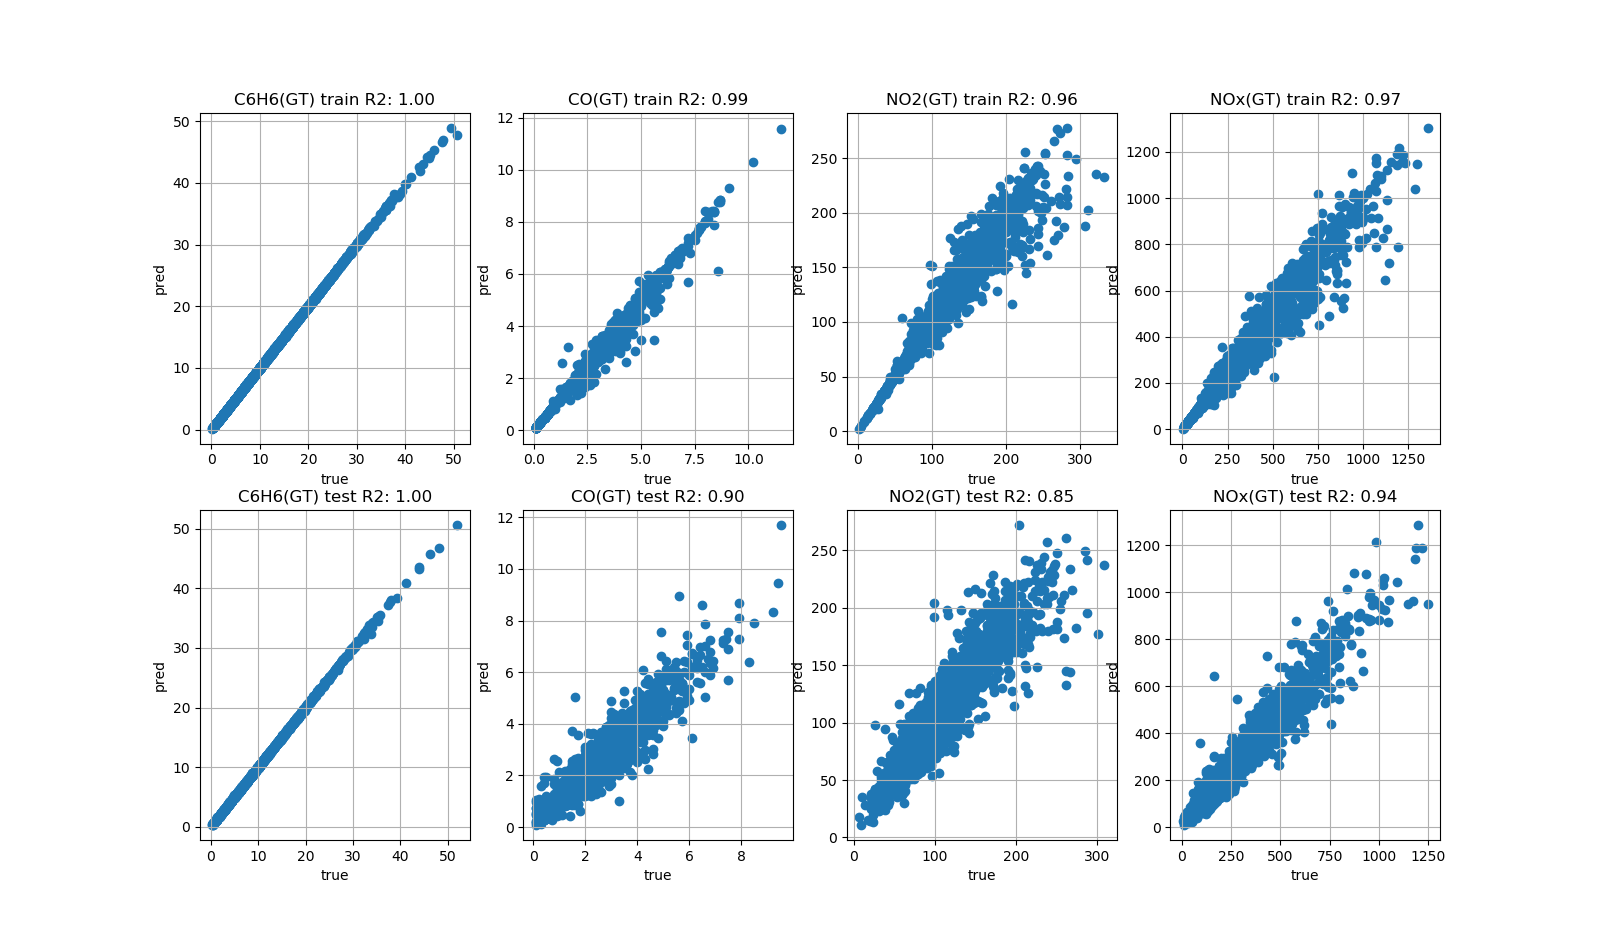 C6H6(GT) train R2: 1.00
CO(GT) train R2: 0.99
NO2(GT) train R2: 0.96
NOx(GT) train R2: 0.97
50
40
30
20
10
0
pred
0 10 20 30 40 50
true
12
10
8
6
4
2
0
pred
0.0 2.5 5.0 7.5 10.0
true
250
200
150
100
50
0
pred
0 100 200 300
true
1200
1000
800
600
400
200
0
pred
0 250 500 750 1000 1250
true
C6H6(GT) test R2: 1.00
CO(GT) test R2: 0.90
NO2(GT) test R2: 0.85
NOx(GT) test R2: 0.94
50
40
30
20
10
0
pred
0 10 20 30 40 50
true
12
10
8
6
4
2
0
pred
0 2 4 6 8
true
250
200
150
100
50
0
pred
0 100 200 300
true
1200
1000
800
600
400
200
0
pred
0 250 500 750 1000 1250
true